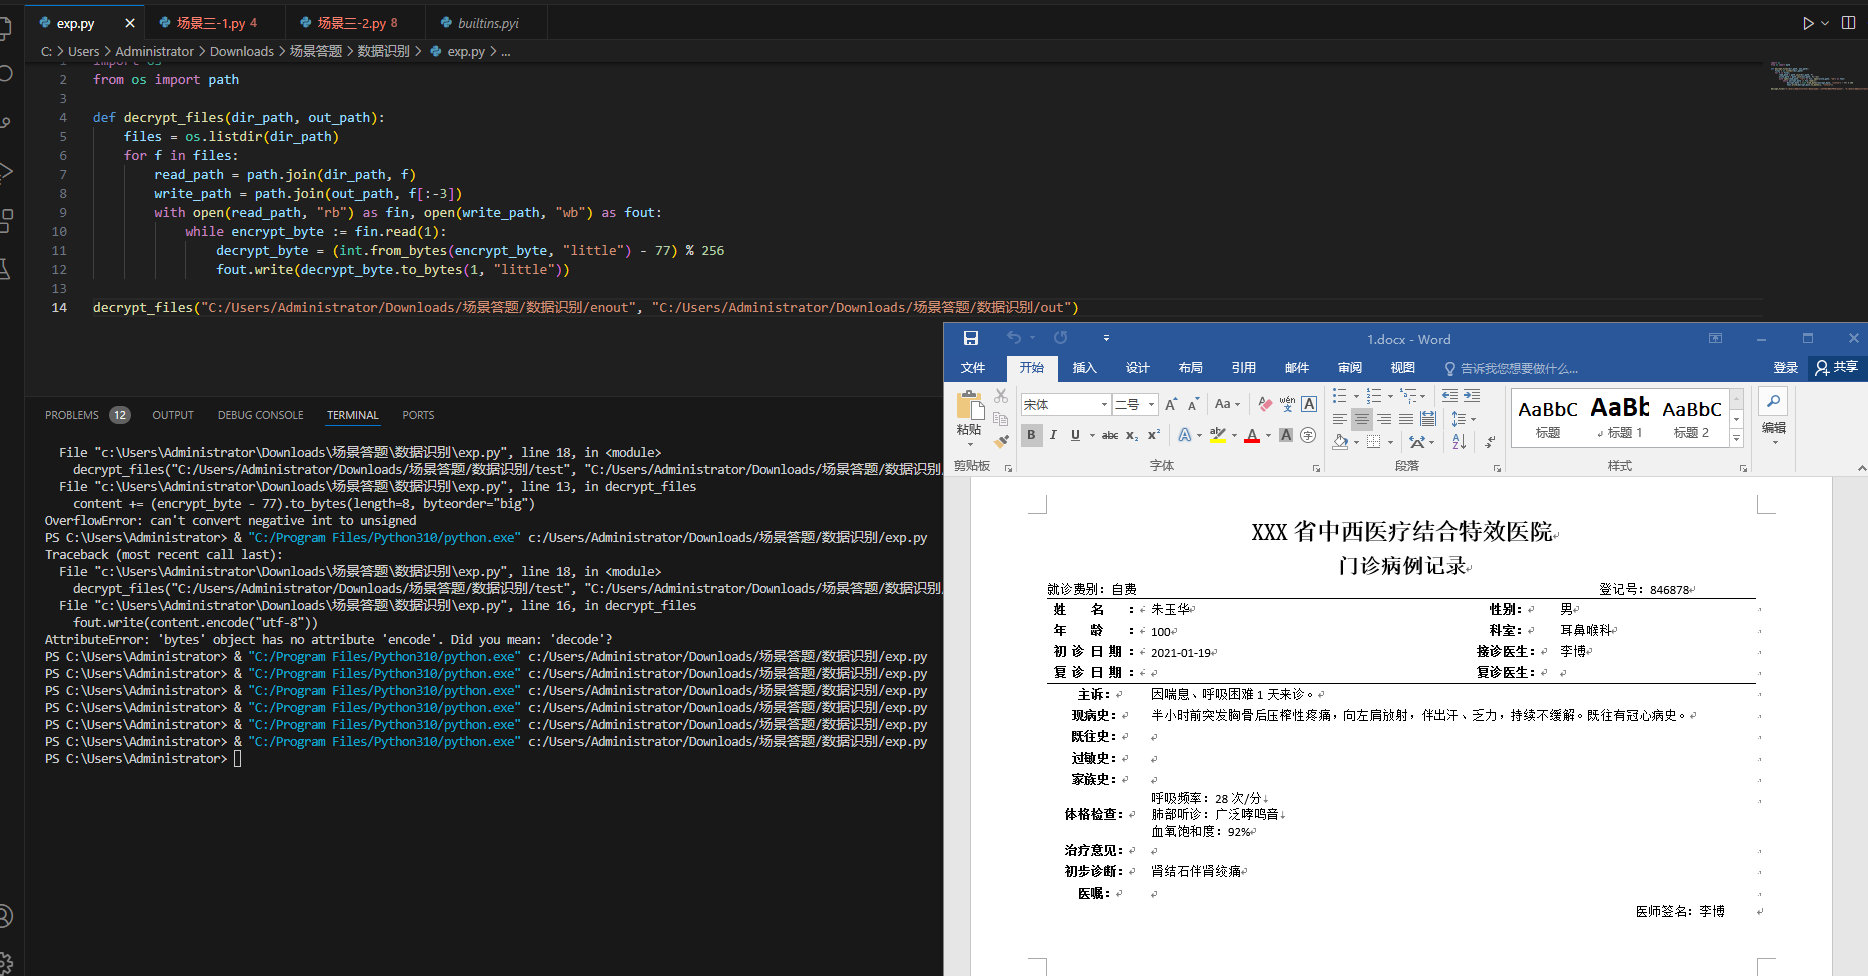 exp.py
场景三-1.py 4
场景三-2.py 8
builtins.pyi
C: > Users > Administrator > Downloads > 场景答题 > 数据识别 > exp.py > ...
1 import os
2 from os import path
3
4 def decrypt_files(dir_path, out_path):
5 files = os.listdir(dir_path)
6 for f in files:
7 read_path = path.join(dir_path, f)
8 write_path = path.join(out_path, f[:-3])
9 with open(read_path, "rb") as fin, open(write_path, "wb") as fout:
10 while encrypt_byte := fin.read(1):
11 decrypt_byte = (int.from_bytes(encrypt_byte, "little") - 77) % 256
12 fout.write(decrypt_byte.to_bytes(1, "little"))
13
14 decrypt_files("C:/Users/Administrator/Downloads/场景答题/数据识别/enout", "C:/Users/Administrator/Downloads/场景答题/数据识别/out")
PROBLEMS 12 OUTPUT DEBUG CONSOLE TERMINAL PORTS
File "c:\Users\Administrator\Downloads\场景答题\数据识别\exp.py", line 18, in <module>
decrypt_files("C:/Users/Administrator/Downloads/场景答题/数据识别/test", "C:/Users/Administrator/Downloads/场景答题/数据识别/
File "c:\Users\Administrator\Downloads\场景答题\数据识别\exp.py", line 13, in decrypt_files
content += (encrypt_byte - 77).to_bytes(length=8, byteorder="big")
OverflowError: can't convert negative int to unsigned
PS C:\Users\Administrator> & "C:/Program Files/Python310/python.exe" c:/Users/Administrator/Downloads/场景答题/数据识别/exp.py
Traceback (most recent call last):
File "c:\Users\Administrator\Downloads\场景答题\数据识别\exp.py", line 18, in <module>
decrypt_files("C:/Users/Administrator/Downloads/场景答题/数据识别/test", "C:/Users/Administrator/Downloads/场景答题/数据识别/
File "c:\Users\Administrator\Downloads\场景答题\数据识别\exp.py", line 16, in decrypt_files
fout.write(content.encode("utf-8"))
AttributeError: 'bytes' object has no attribute 'encode'. Did you mean: 'decode'?
PS C:\Users\Administrator> & "C:/Program Files/Python310/python.exe" c:/Users/Administrator/Downloads/场景答题/数据识别/exp.py
PS C:\Users\Administrator> & "C:/Program Files/Python310/python.exe" c:/Users/Administrator/Downloads/场景答题/数据识别/exp.py
PS C:\Users\Administrator> & "C:/Program Files/Python310/python.exe" c:/Users/Administrator/Downloads/场景答题/数据识别/exp.py
PS C:\Users\Administrator> & "C:/Program Files/Python310/python.exe" c:/Users/Administrator/Downloads/场景答题/数据识别/exp.py
PS C:\Users\Administrator> & "C:/Program Files/Python310/python.exe" c:/Users/Administrator/Downloads/场景答题/数据识别/exp.py
PS C:\Users\Administrator> & "C:/Program Files/Python310/python.exe" c:/Users/Administrator/Downloads/场景答题/数据识别/exp.py
PS C:\Users\Administrator>
1.docx - Word
文件 开始 插入 设计 布局 引用 邮件 审阅 视图 告诉我您想要做什么... 登录 共享
粘贴
宋体 二号 A A Aa wén 文 A
B I U abc x₂ x² A ab A A 字
AaBbC AaBb AaBbC
标题 标题 1 标题 2
编辑
剪贴板 字体 段落 样式
XXX 省中西医疗结合特效医院
门诊病例记录
就诊费别：自费 登记号：846878
姓 名 ： 朱玉华 性别： 男
年 龄 ： 100 科室： 耳鼻喉科
初 诊 日 期 ： 2021-01-19 接诊医生： 李博
复 诊 日 期 ： 复诊医生：
主诉： 因喘息、呼吸困难 1 天来诊。
现病史： 半小时前突发胸骨后压榨性疼痛，向左肩放射，伴出汗、乏力，持续不缓解。既往有冠心病史。
既往史：
过敏史：
家族史：
呼吸频率：28 次/分
体格检查： 肺部听诊：广泛哮鸣音
血氧饱和度：92%
治疗意见：
初步诊断： 肾结石伴肾绞痛
医嘱：
医师签名：李博